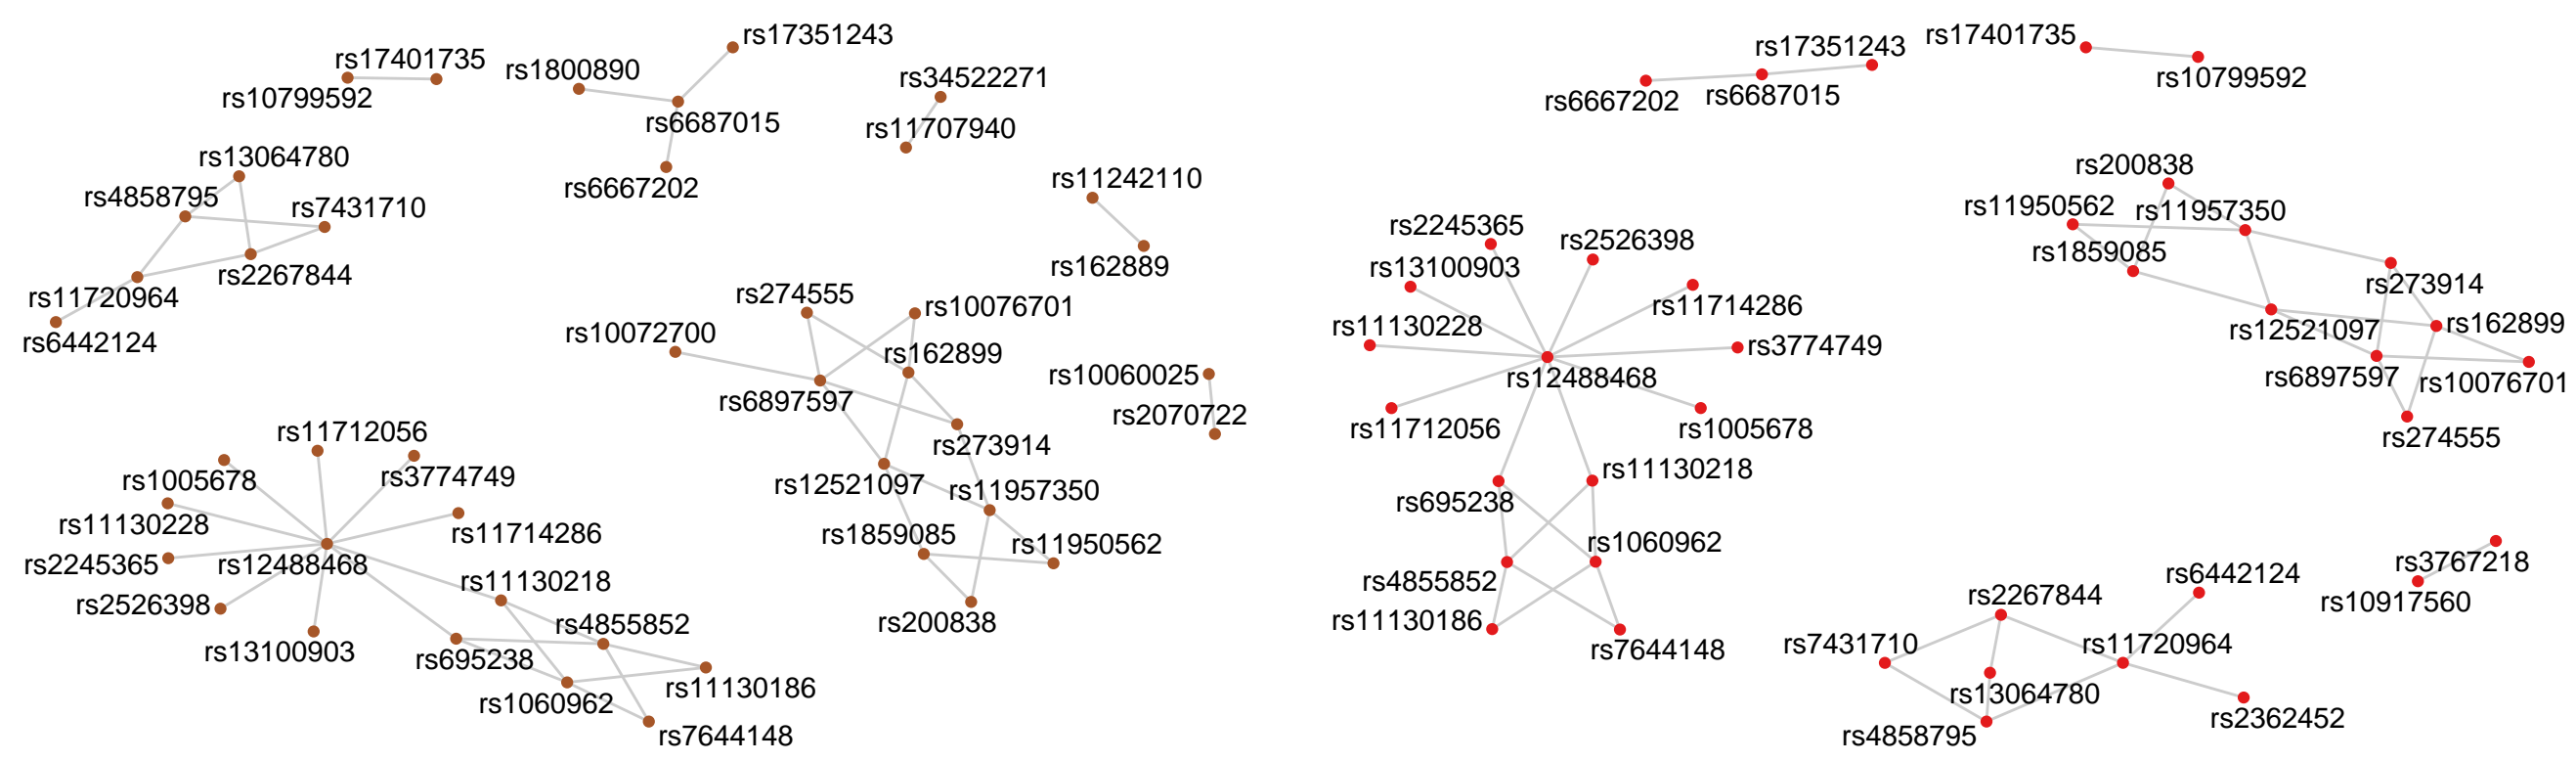 rs17351243
rs17401735
rs1800890
rs34522271
rs10799592
rs6687015
rs11707940
rs13064780
rs6667202
rs11242110
rs4858795
rs7431710
rs2267844
rs162889
rs11720964
rs6442124
rs274555
rs10076701
rs10072700
rs162899
rs10060025
rs6897597
rs2070722
rs273914
rs12521097
rs11957350
rs1859085
rs11950562
rs200838
rs11712056
rs1005678
rs3774749
rs11130228
rs11714286
rs2245365
rs12488468
rs2526398
rs11130218
rs13100903
rs4855852
rs695238
rs11130186
rs1060962
rs7644148
rs17401735
rs17351243
rs6667202
rs6687015
rs10799592
rs200838
rs11950562
rs11957350
rs1859085
rs273914
rs12521097
rs162899
rs6897597
rs10076701
rs274555
rs2245365
rs2526398
rs13100903
rs11714286
rs11130228
rs3774749
rs12488468
rs11712056
rs1005678
rs11130218
rs695238
rs1060962
rs4855852
rs11130186
rs7644148
rs3767218
rs6442124
rs10917560
rs2267844
rs7431710
rs11720964
rs13064780
rs2362452
rs4858795